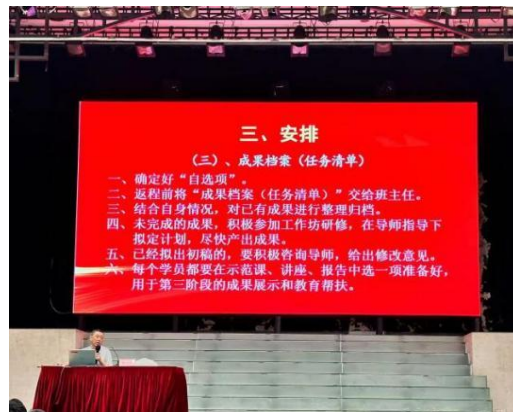 三、安排
（三）、成果档案（任务清单）
一、确定好“自选项”。
二、返程前将“成果档案（任务清单）”交给班主任。
三、结合自身情况，对已有成果进行整理归档。
四、未完成的成果，积极参加工作坊研修，在导师指导下
拟定计划，尽快产出成果。
五、已经拟出初稿的，要积极咨询导师，给出修改意见。
六、每个学员都要在示范课、讲座、报告中选一项准备好，
用于第三阶段的成果展示和教育帮扶。